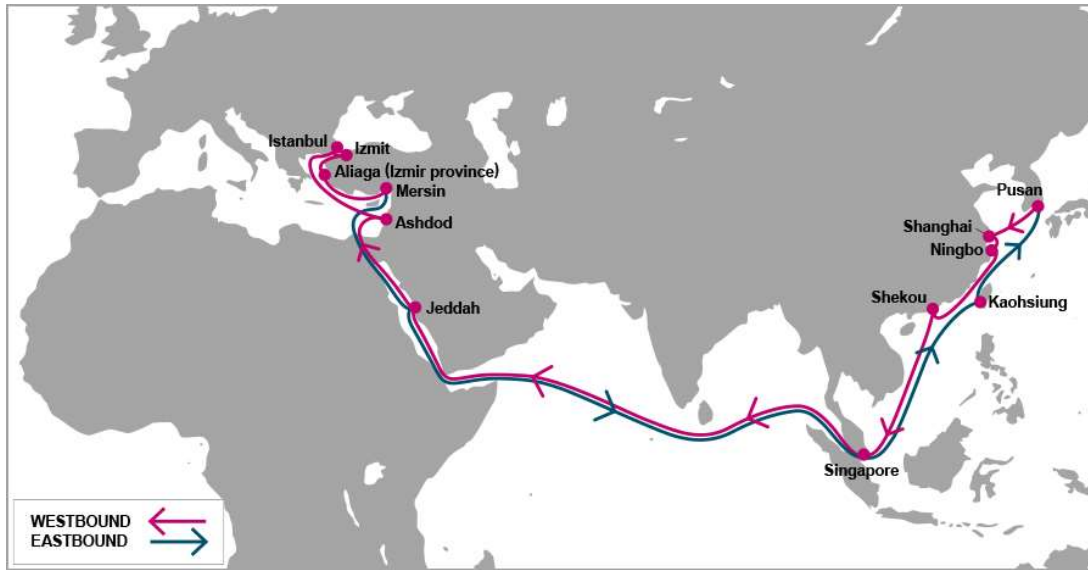 Istanbul
Izmit
Aliaga (Izmir province)
Mersin
Ashdod
Jeddah
Pusan
Shanghai
Ningbo
Shekou
Kaohsiung
Singapore
WESTBOUND
EASTBOUND